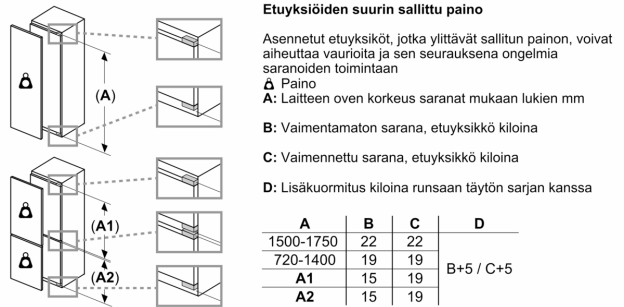 Etuyksiöiden suurin sallittu paino
Asennetut etuyksiköt, jotka ylittävät sallitun painon, voivat
aiheuttaa vaurioita ja sen seurauksena ongelmia
saranoiden toimintaan
Paino
A: Laitteen oven korkeus saranat mukaan lukien mm
B: Vaimentamaton sarana, etuyksikkö kiloina
C: Vaimennettu sarana, etuyksikkö kiloina
D: Lisäkuormitus kiloina runsaan täytön sarjan kanssa
A B C D
1500-1750 22 22
720-1400 19 19
B+5 / C+5
A1 15 19
A2 15 19
(A)
(A1)
(A2)